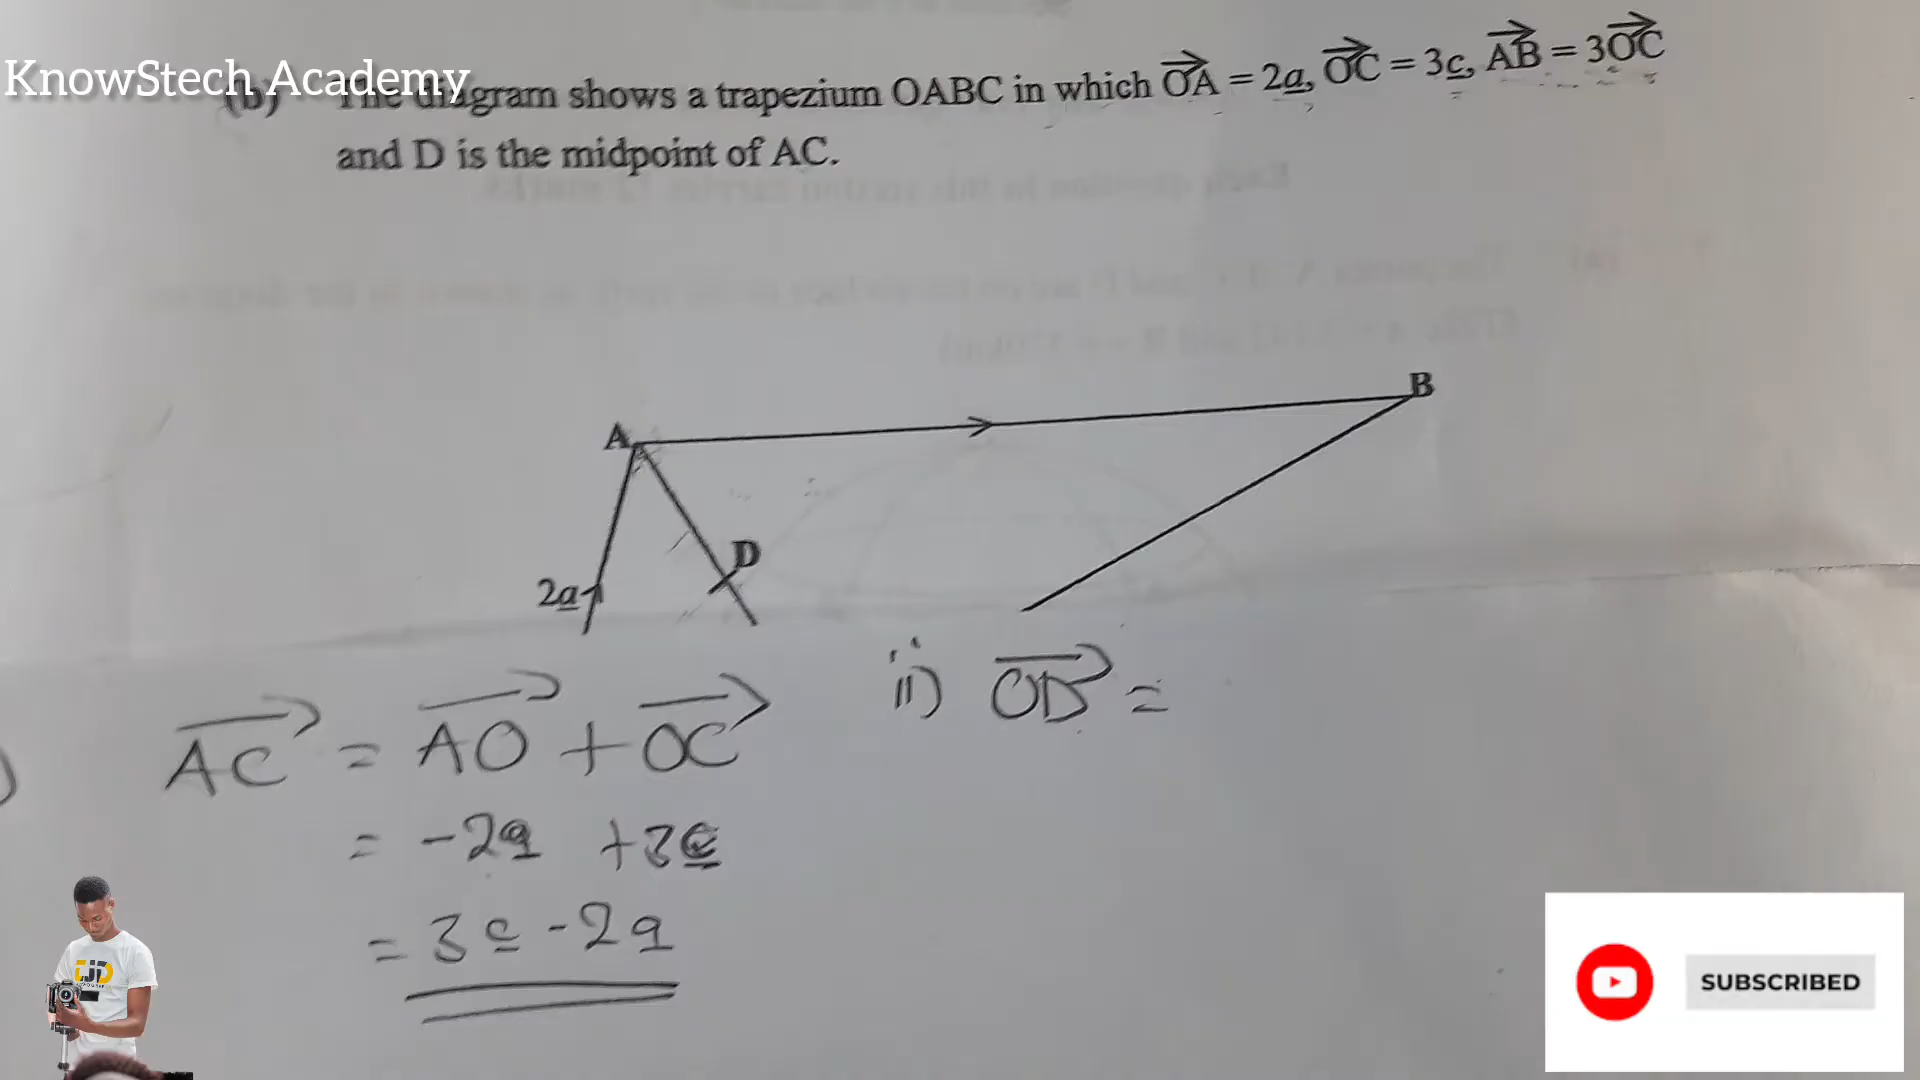 KnowStech Academy
(b) The diagram shows a trapezium OABC in which OA = 2a, OC = 3c, AB = 3OC
and D is the midpoint of AC.
A
B
D
2a
AC = AO + OC
= -2a + 3c
= 3c - 2a
ii) OD =
SUBSCRIBED